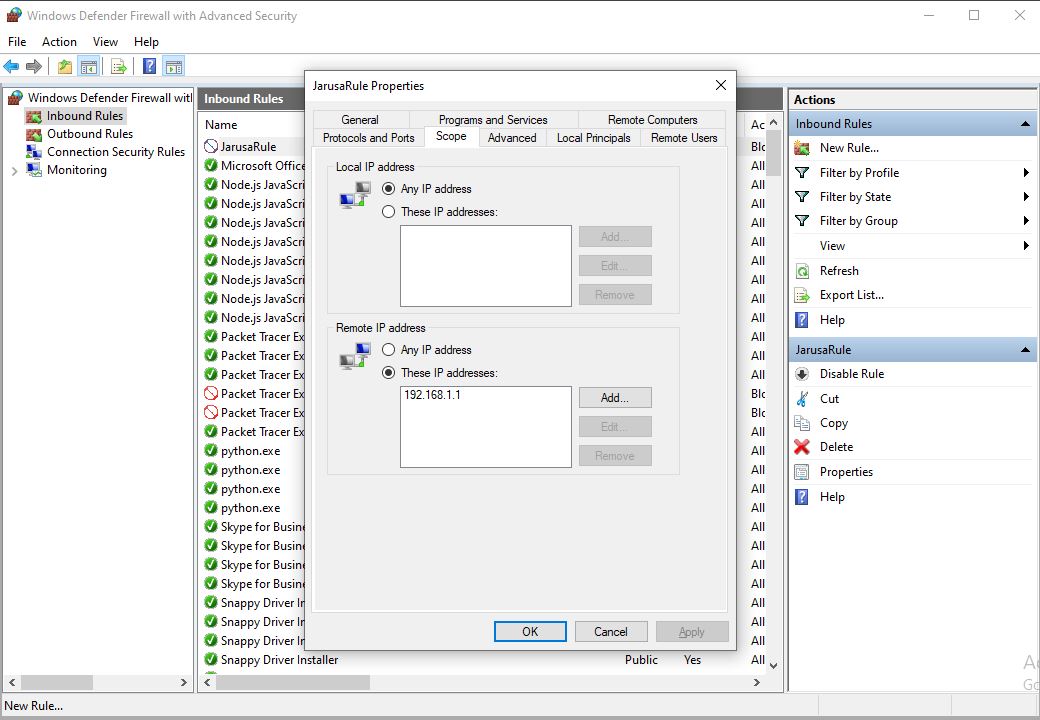 Windows Defender Firewall with Advanced Security
File Action View Help
Windows Defender Firewall wit
Inbound Rules
Outbound Rules
Connection Security Rules
Monitoring
Inbound Rules
Name
Ac
JarusaRule
Blo
Microsoft Office
All
Node.js JavaScri
All
Node.js JavaScri
All
Node.js JavaScri
All
Node.js JavaScri
All
Node.js JavaScri
All
Node.js JavaScri
All
Node.js JavaScri
All
Node.js JavaScri
All
Packet Tracer Ex
All
Packet Tracer Ex
All
Packet Tracer Ex
All
Packet Tracer Ex
Blo
Packet Tracer Ex
Blo
Packet Tracer Ex
All
python.exe
All
python.exe
All
python.exe
All
python.exe
All
Skype for Busine
All
Skype for Busine
All
Skype for Busine
All
Skype for Busine
All
Snappy Driver In
All
Snappy Driver In
All
Snappy Driver In
All
Snappy Driver Installer Public Yes All
JarusaRule Properties
General Programs and Services Remote Computers
Protocols and Ports Scope Advanced Local Principals Remote Users
Local IP address
Any IP address
These IP addresses:
Add...
Edit...
Remove
Remote IP address
Any IP address
These IP addresses:
192.168.1.1
Add...
Edit...
Remove
OK Cancel Apply
Actions
Inbound Rules
New Rule...
Filter by Profile
Filter by State
Filter by Group
View
Refresh
Export List...
Help
JarusaRule
Disable Rule
Cut
Copy
Delete
Properties
Help
Ac
Go
New Rule...